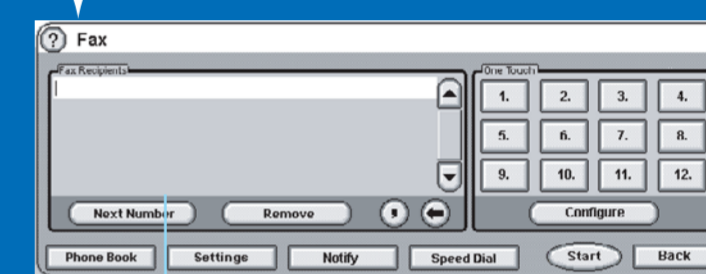 ? Fax
Fax Recipients
One Touch
1. 2. 3. 4.
5. 6. 7. 8.
9. 10. 11. 12.
Next Number Remove , Configure
Phone Book Settings Notify Speed Dial Start Back